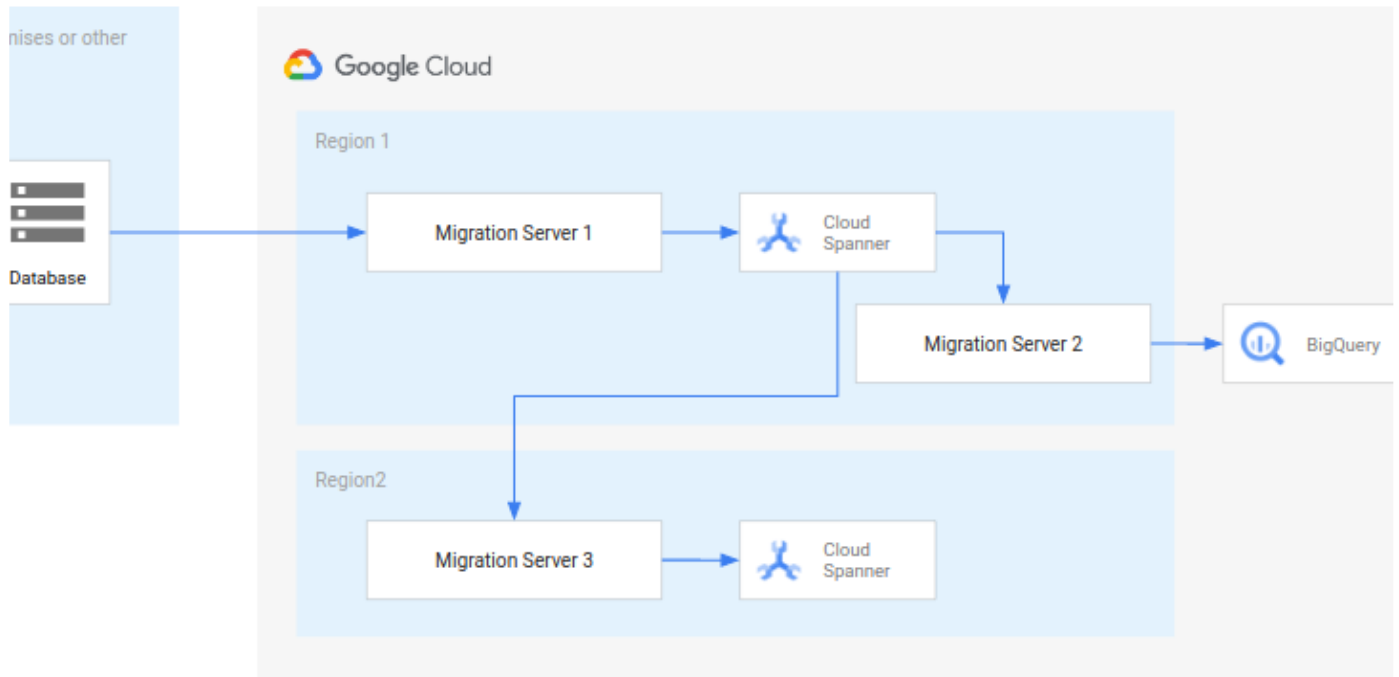 nises or other
Google Cloud
Region 1
Migration Server 1
Cloud
Spanner
Database
Migration Server 2
BigQuery
Region2
Migration Server 3
Cloud
Spanner